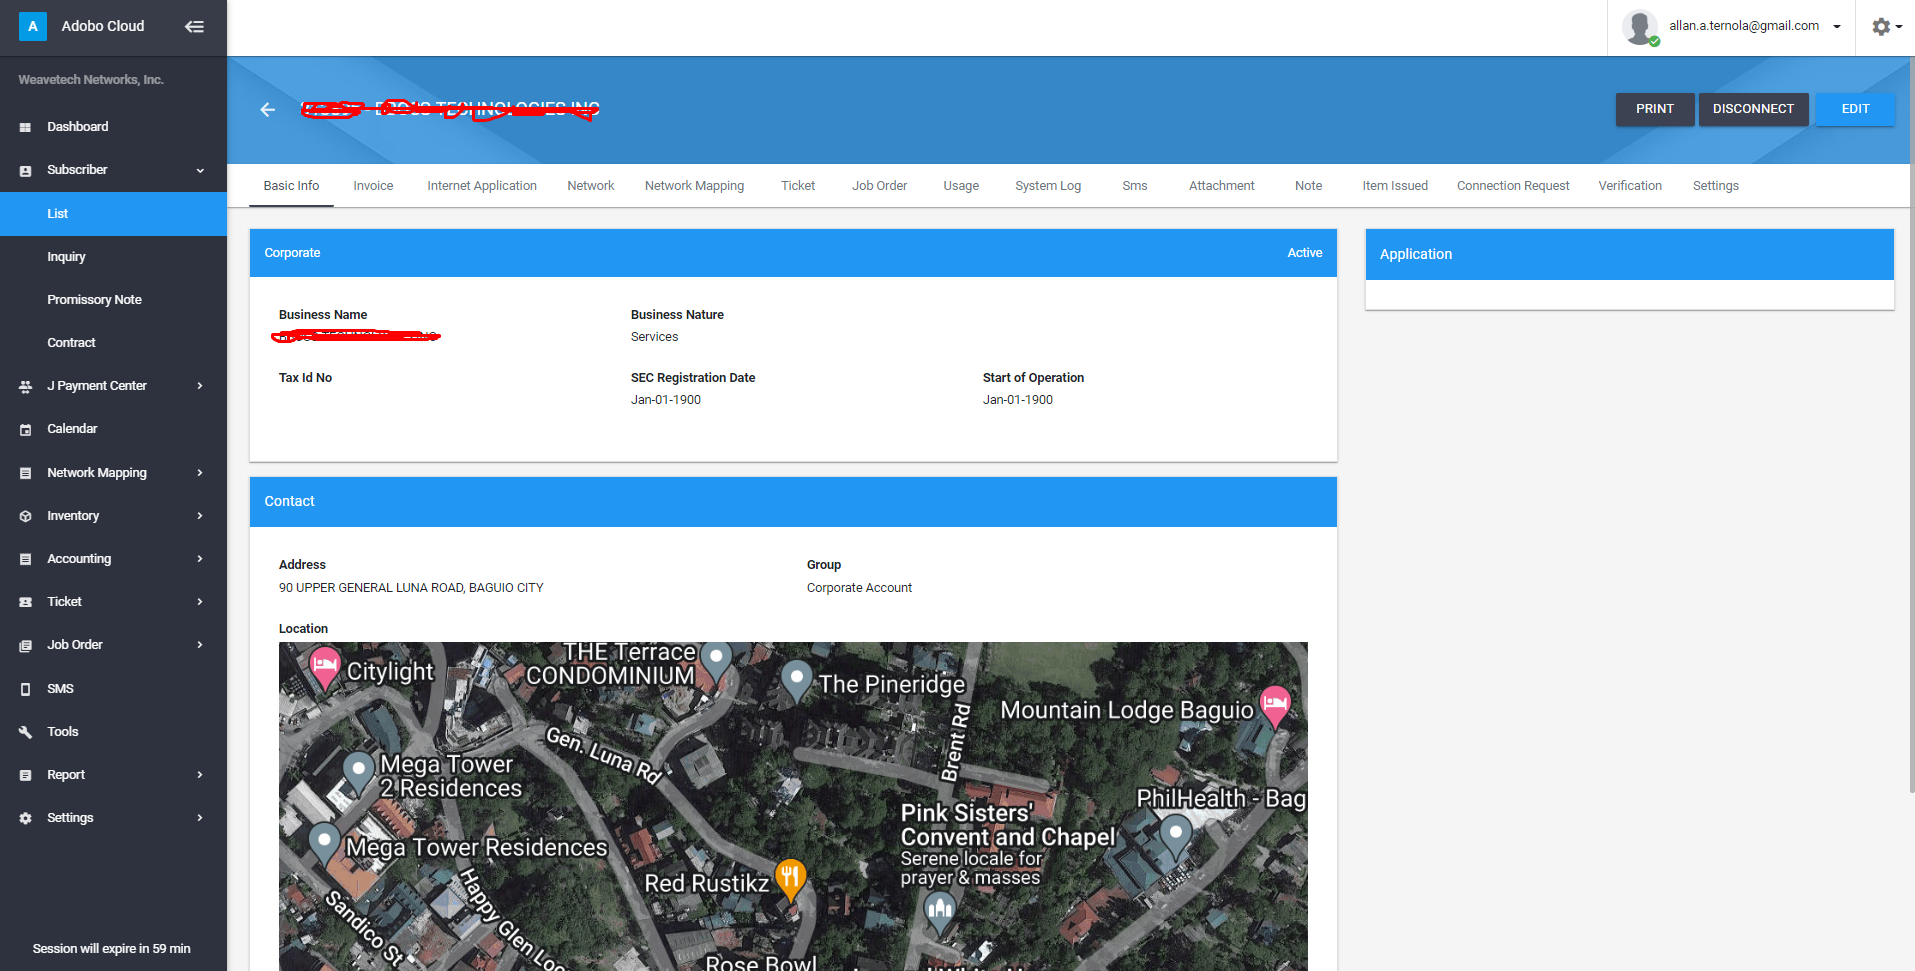 A Adobo Cloud
allan.a.ternola@gmail.com
Weavetech Networks, Inc.
Dashboard
Subscriber
List
Inquiry
Promissory Note
Contract
J Payment Center
Calendar
Network Mapping
Inventory
Accounting
Ticket
Job Order
SMS
Tools
Report
Settings
Session will expire in 59 min
TECHNOLOGIES INC
PRINT DISCONNECT EDIT
Basic Info Invoice Internet Application Network Network Mapping Ticket Job Order Usage System Log Sms Attachment Note Item Issued Connection Request Verification Settings
Corporate Active
Business Name Business Nature
Services
Tax Id No SEC Registration Date Start of Operation
Jan-01-1900 Jan-01-1900
Application
Contact
Address Group
90 UPPER GENERAL LUNA ROAD, BAGUIO CITY Corporate Account
Location
Citylight
THE Terrace
CONDOMINIUM
The Pineridge
Mountain Lodge Baguio
Gen. Luna Rd
Brent Rd
Mega Tower
2 Residences
PhilHealth - Bag
Pink Sisters'
Convent and Chapel
Serene locale for
prayer & masses
Mega Tower Residences
Red Rustikz
Sandico St
Happy Glen Loo
Rose Bowl